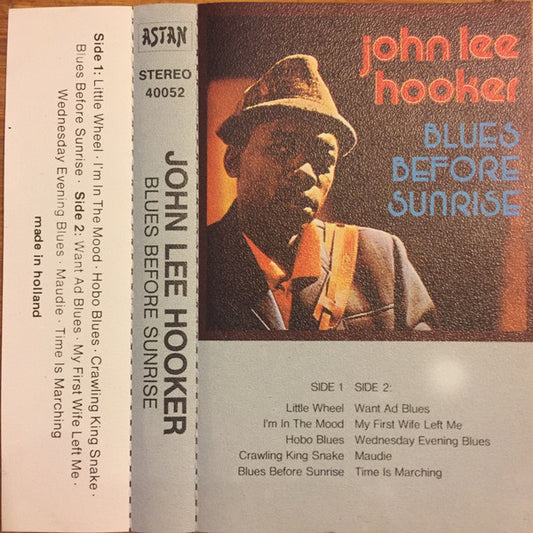 Side 1: Little Wheel · I'm In The Mood · Hobo Blues · Crawling King Snake ·
Blues Before Sunrise · Side 2: Want Ad Blues · My First Wife Left Me ·
Wednesday Evening Blues · Maudie · Time Is Marching
made in holland
ASTAN
STEREO
40052
JOHN LEE HOOKER
BLUES BEFORE SUNRISE
john lee
hooker
BLUES
BEFORE
SUNRISE
SIDE 1 SIDE 2:
Little Wheel Want Ad Blues
I'm In The Mood My First Wife Left Me
Hobo Blues Wednesday Evening Blues
Crawling King Snake Maudie
Blues Before Sunrise Time Is Marching